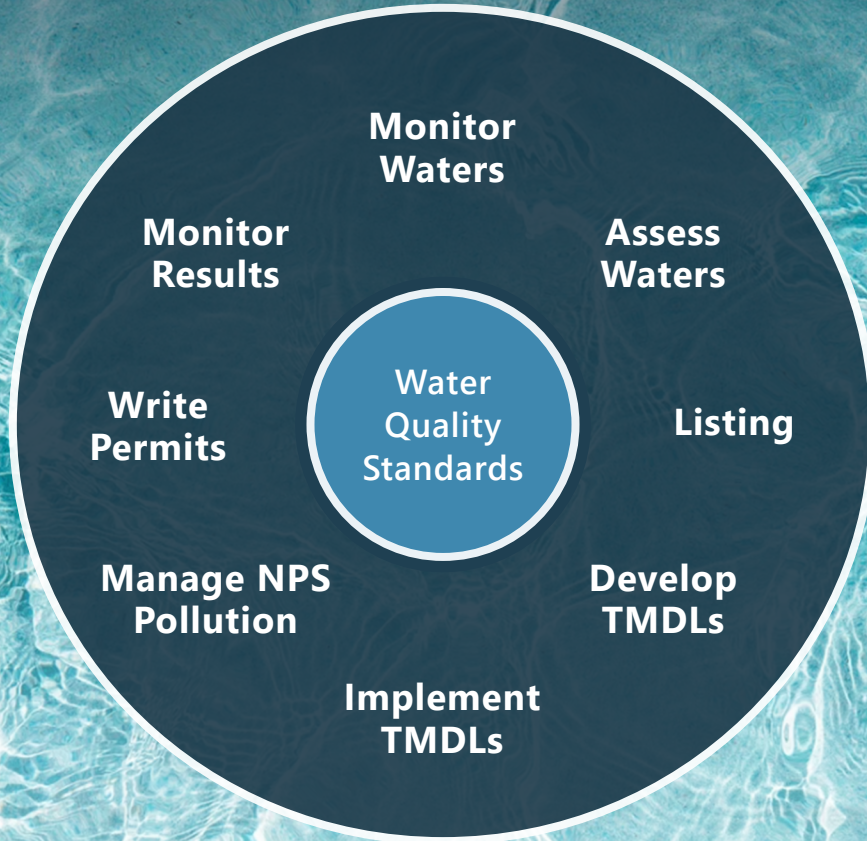 Monitor
Waters
Assess
Waters
Listing
Develop
TMDLs
Implement
TMDLs
Manage NPS
Pollution
Write
Permits
Monitor
Results
Water
Quality
Standards